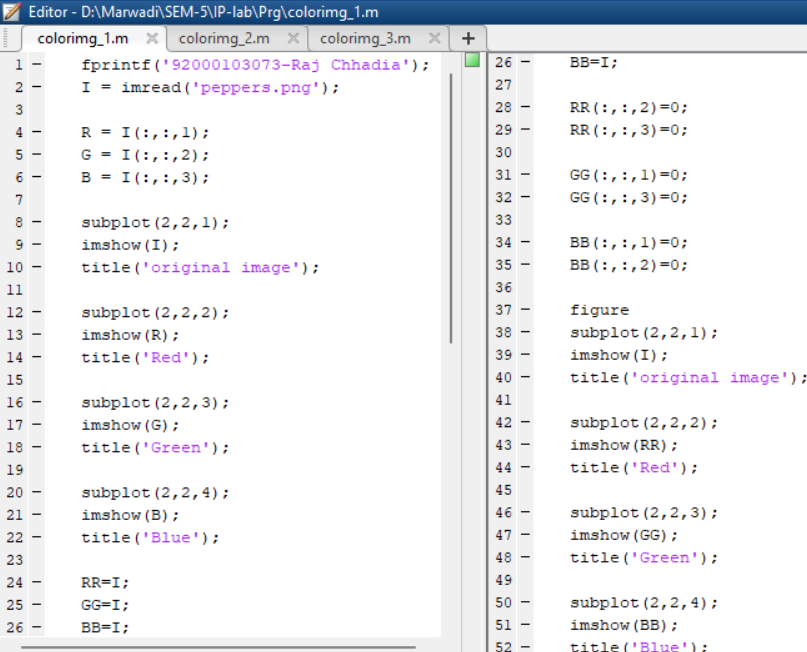 Editor - D:\Marwadi\SEM-5\IP-lab\Prg\colorimg_1.m
colorimg_1.m × colorimg_2.m × colorimg_3.m × +
1 – fprintf('92000103073-Raj Chhadia');
2 – I = imread('peppers.png');
3
4 – R = I(:,:,1);
5 – G = I(:,:,2);
6 – B = I(:,:,3);
7
8 – subplot(2,2,1);
9 – imshow(I);
10 – title('original image');
11
12 – subplot(2,2,2);
13 – imshow(R);
14 – title('Red');
15
16 – subplot(2,2,3);
17 – imshow(G);
18 – title('Green');
19
20 – subplot(2,2,4);
21 – imshow(B);
22 – title('Blue');
23
24 – RR=I;
25 – GG=I;
26 – BB=I;
26 – BB=I;
27
28 – RR(:,:,2)=0;
29 – RR(:,:,3)=0;
30
31 – GG(:,:,1)=0;
32 – GG(:,:,3)=0;
33
34 – BB(:,:,1)=0;
35 – BB(:,:,2)=0;
36
37 – figure
38 – subplot(2,2,1);
39 – imshow(I);
40 – title('original image');
41
42 – subplot(2,2,2);
43 – imshow(RR);
44 – title('Red');
45
46 – subplot(2,2,3);
47 – imshow(GG);
48 – title('Green');
49
50 – subplot(2,2,4);
51 – imshow(BB);
52 – title('Blue');